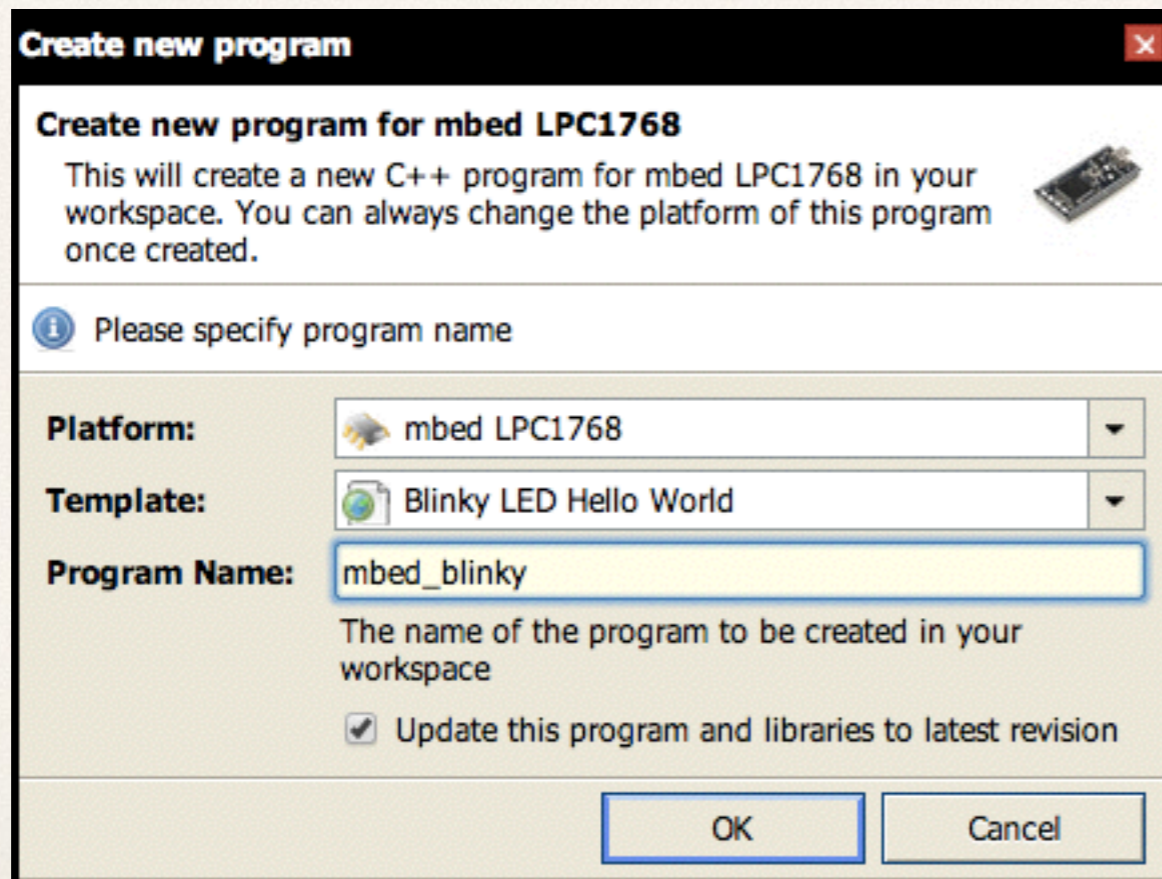 Create new program
Create new program for mbed LPC1768
This will create a new C++ program for mbed LPC1768 in your
workspace. You can always change the platform of this program
once created.
Please specify program name
Platform: mbed LPC1768
Template: Blinky LED Hello World
Program Name: mbed_blinky
The name of the program to be created in your
workspace
Update this program and libraries to latest revision
OK Cancel